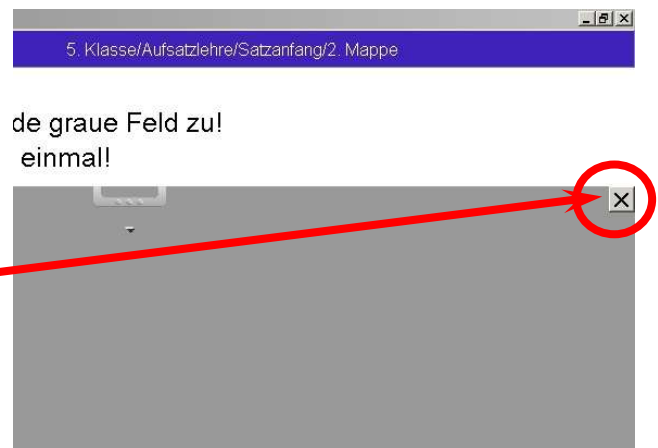 5. Klasse/Aufsatzlehre/Satzanfang/2. Mappe
de graue Feld zu!
einmal!